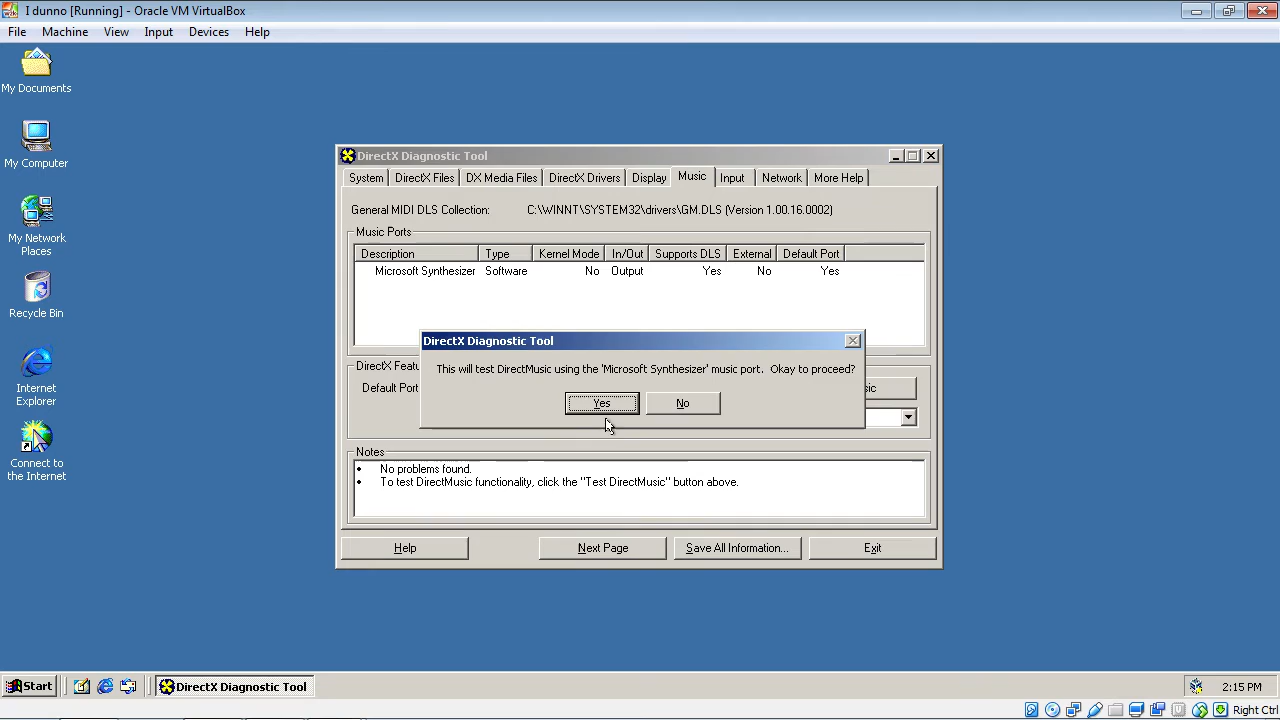 I dunno [Running] - Oracle VM VirtualBox
File Machine View Input Devices Help
My Documents
My Computer
My Network
Places
Recycle Bin
Internet
Explorer
Connect to
the Internet
DirectX Diagnostic Tool
System DirectX Files DX Media Files DirectX Drivers Display Music Input Network More Help
General MIDI DLS Collection: C:\WINNT\SYSTEM32\drivers\GM.DLS (Version 1.00.16.0002)
Music Ports
Description Type Kernel Mode In/Out Supports DLS External Default Port
Microsoft Synthesizer Software No Output Yes No Yes
DirectX Featu
Default Port
sic
DirectX Diagnostic Tool
This will test DirectMusic using the 'Microsoft Synthesizer' music port. Okay to proceed?
Yes No
Notes
• No problems found.
• To test DirectMusic functionality, click the "Test DirectMusic" button above.
Help Next Page Save All Information... Exit
Start DirectX Diagnostic Tool 2:15 PM
Right Ctrl